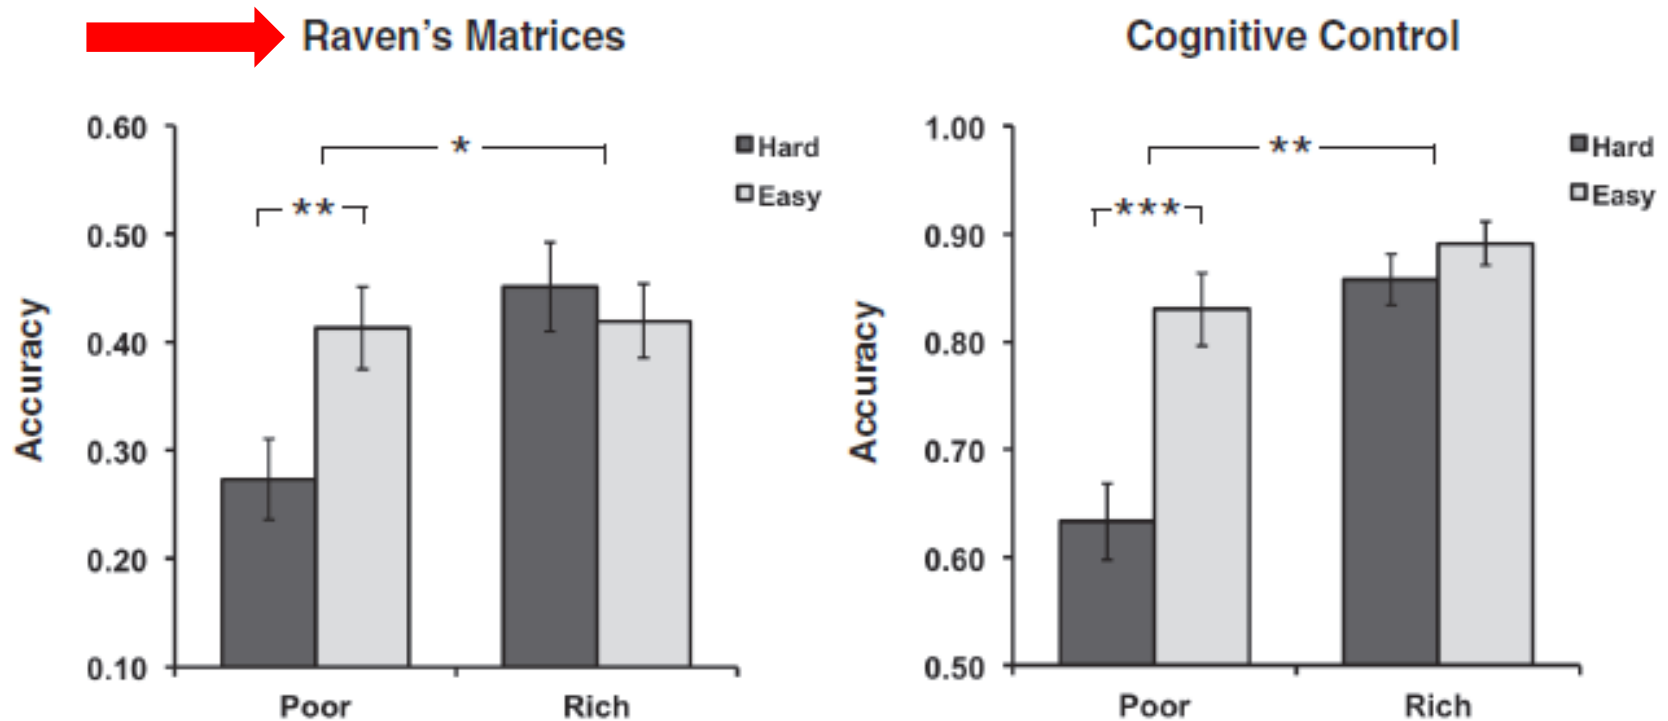 Raven's Matrices
0.60
0.50
0.40
0.30
0.20
0.10
Accuracy
*
**
Hard
Easy
Poor
Rich
Cognitive Control
1.00
0.90
0.80
0.70
0.60
0.50
Accuracy
**
***
Hard
Easy
Poor
Rich